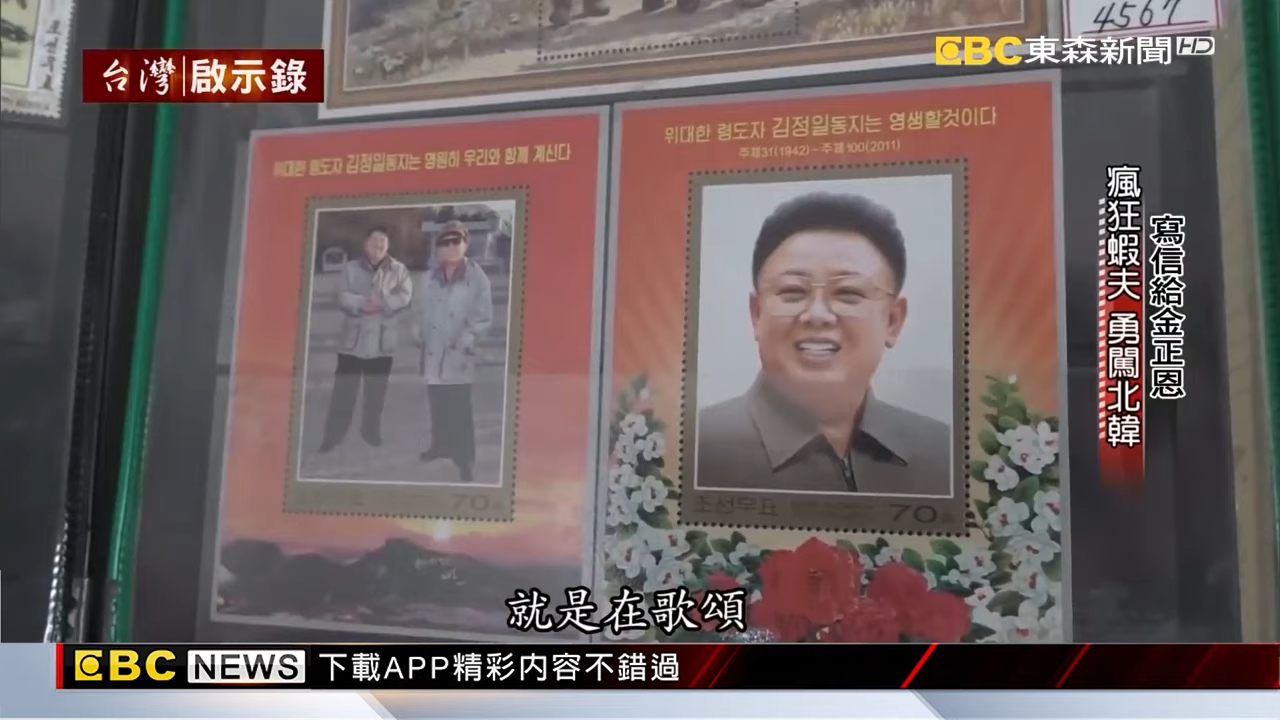 4567
台灣 啟示錄
EBC 東森新聞 HD
위대한 령도자 김정일동지는 영원히 우리와 함께 계신다
70
위대한 령도자 김정일동지는 영생할것이다
주체31(1942)-주체100(2011)
조선우표
70
寫信給金正恩
瘋狂蝦夫 勇闖北韓
就是在歌頌
EBC NEWS 下載APP精彩內容不錯過